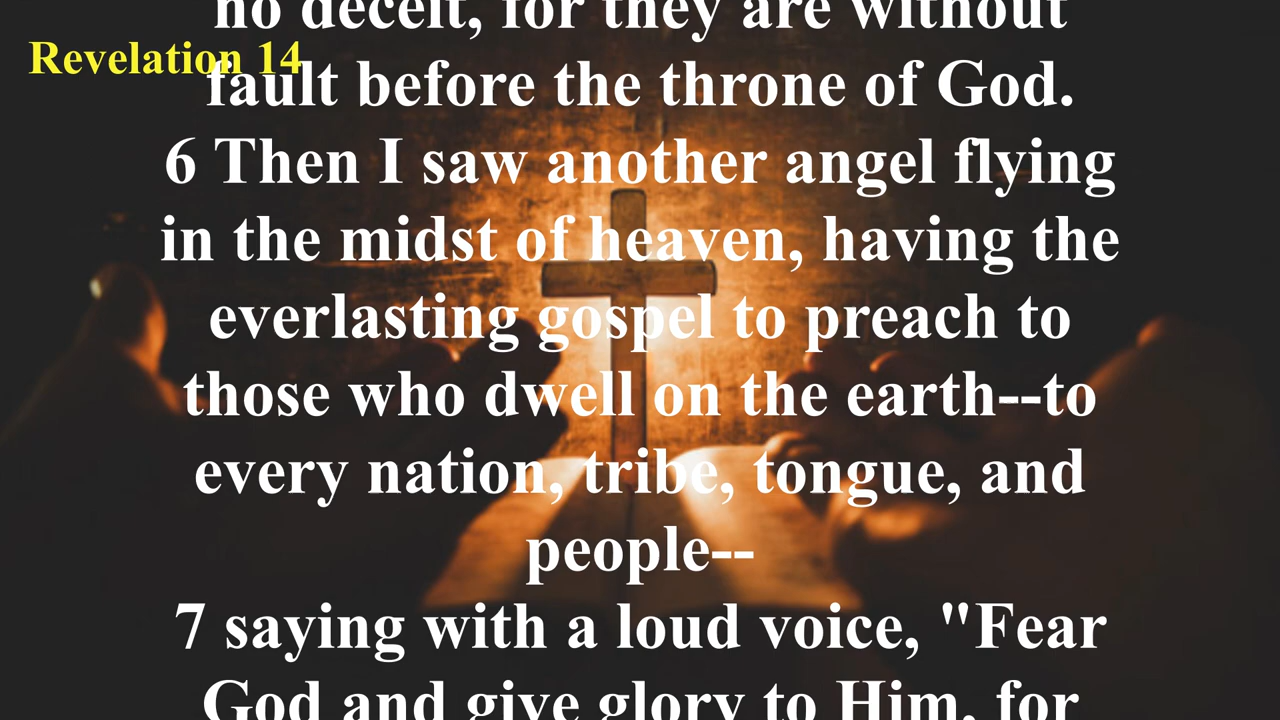 no deceit, for they are without
Revelation 14
fault before the throne of God.
6 Then I saw another angel flying
in the midst of heaven, having the
everlasting gospel to preach to
those who dwell on the earth--to
every nation, tribe, tongue, and
people--
7 saying with a loud voice, "Fear
God and give glory to Him, for